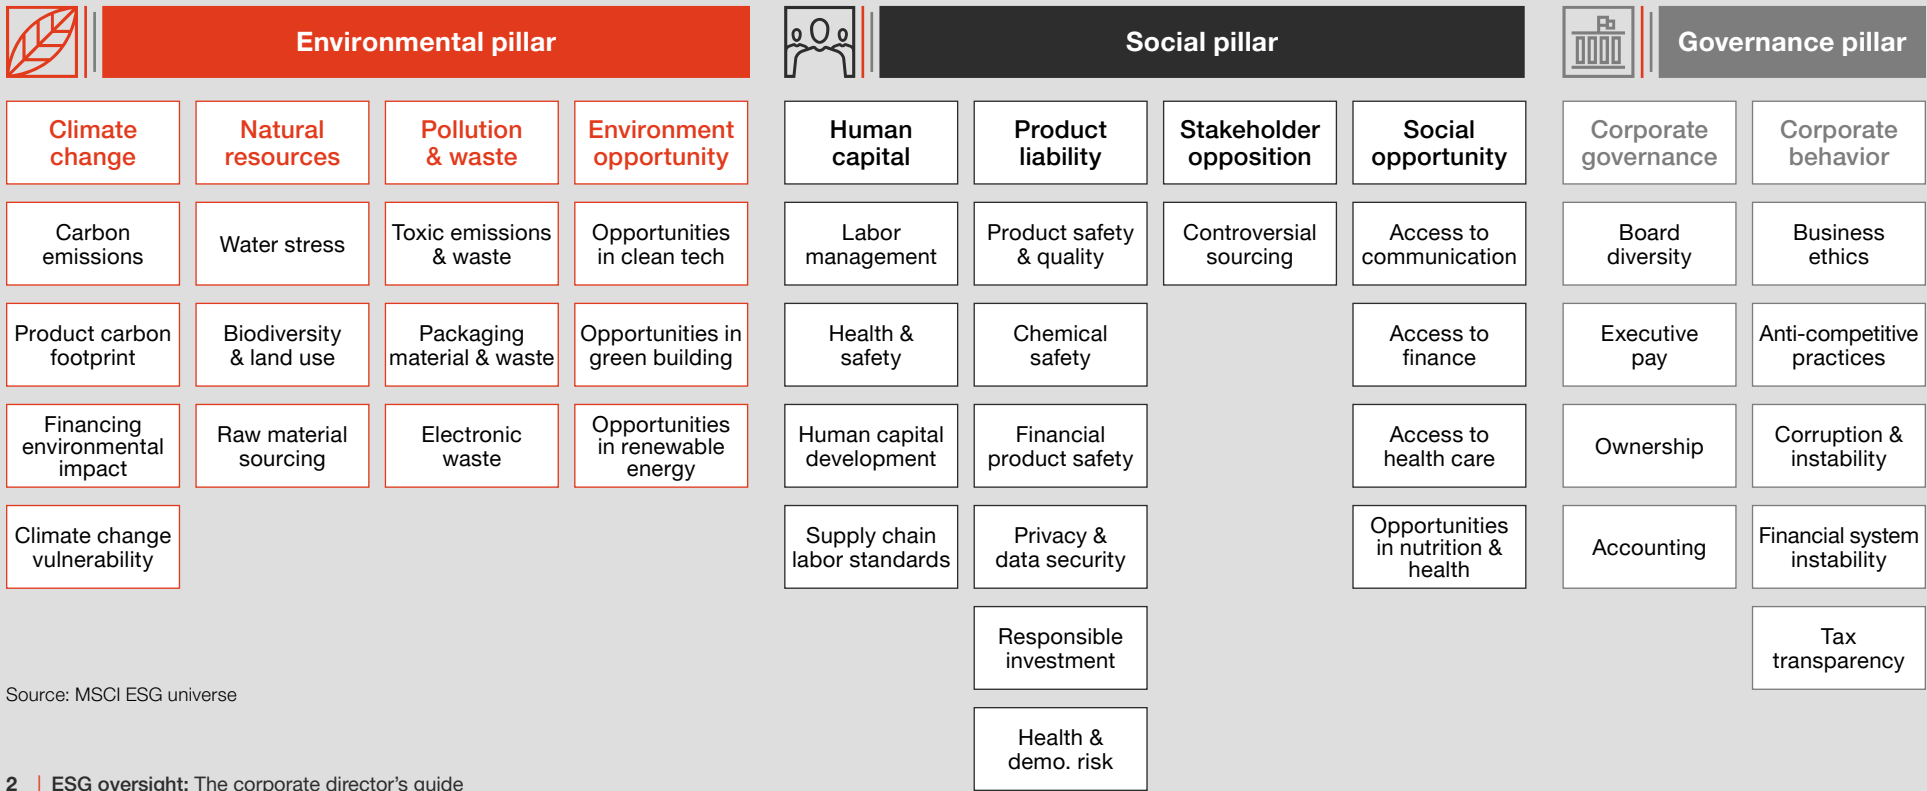 Environmental pillar
Climate
change
Carbon
emissions
Product carbon
footprint
Financing
environmental
impact
Climate change
vulnerability
Natural
resources
Water stress
Biodiversity
& land use
Raw material
sourcing
Pollution
& waste
Toxic emissions
& waste
Packaging
material & waste
Electronic
waste
Environment
opportunity
Opportunities
in clean tech
Opportunities in
green building
Opportunities
in renewable
energy
Social pillar
Human
capital
Labor
management
Health &
safety
Human capital
development
Supply chain
labor standards
Product
liability
Product safety
& quality
Chemical
safety
Financial
product safety
Privacy &
data security
Responsible
investment
Health &
demo. risk
Stakeholder
opposition
Controversial
sourcing
Social
opportunity
Access to
communication
Access to
finance
Access to
health care
Opportunities
in nutrition &
health
Governance pillar
Corporate
governance
Board
diversity
Executive
pay
Ownership
Accounting
Corporate
behavior
Business
ethics
Anti-competitive
practices
Corruption &
instability
Financial system
instability
Tax
transparency
Source: MSCI ESG universe
2 | ESG oversight: The corporate director's guide